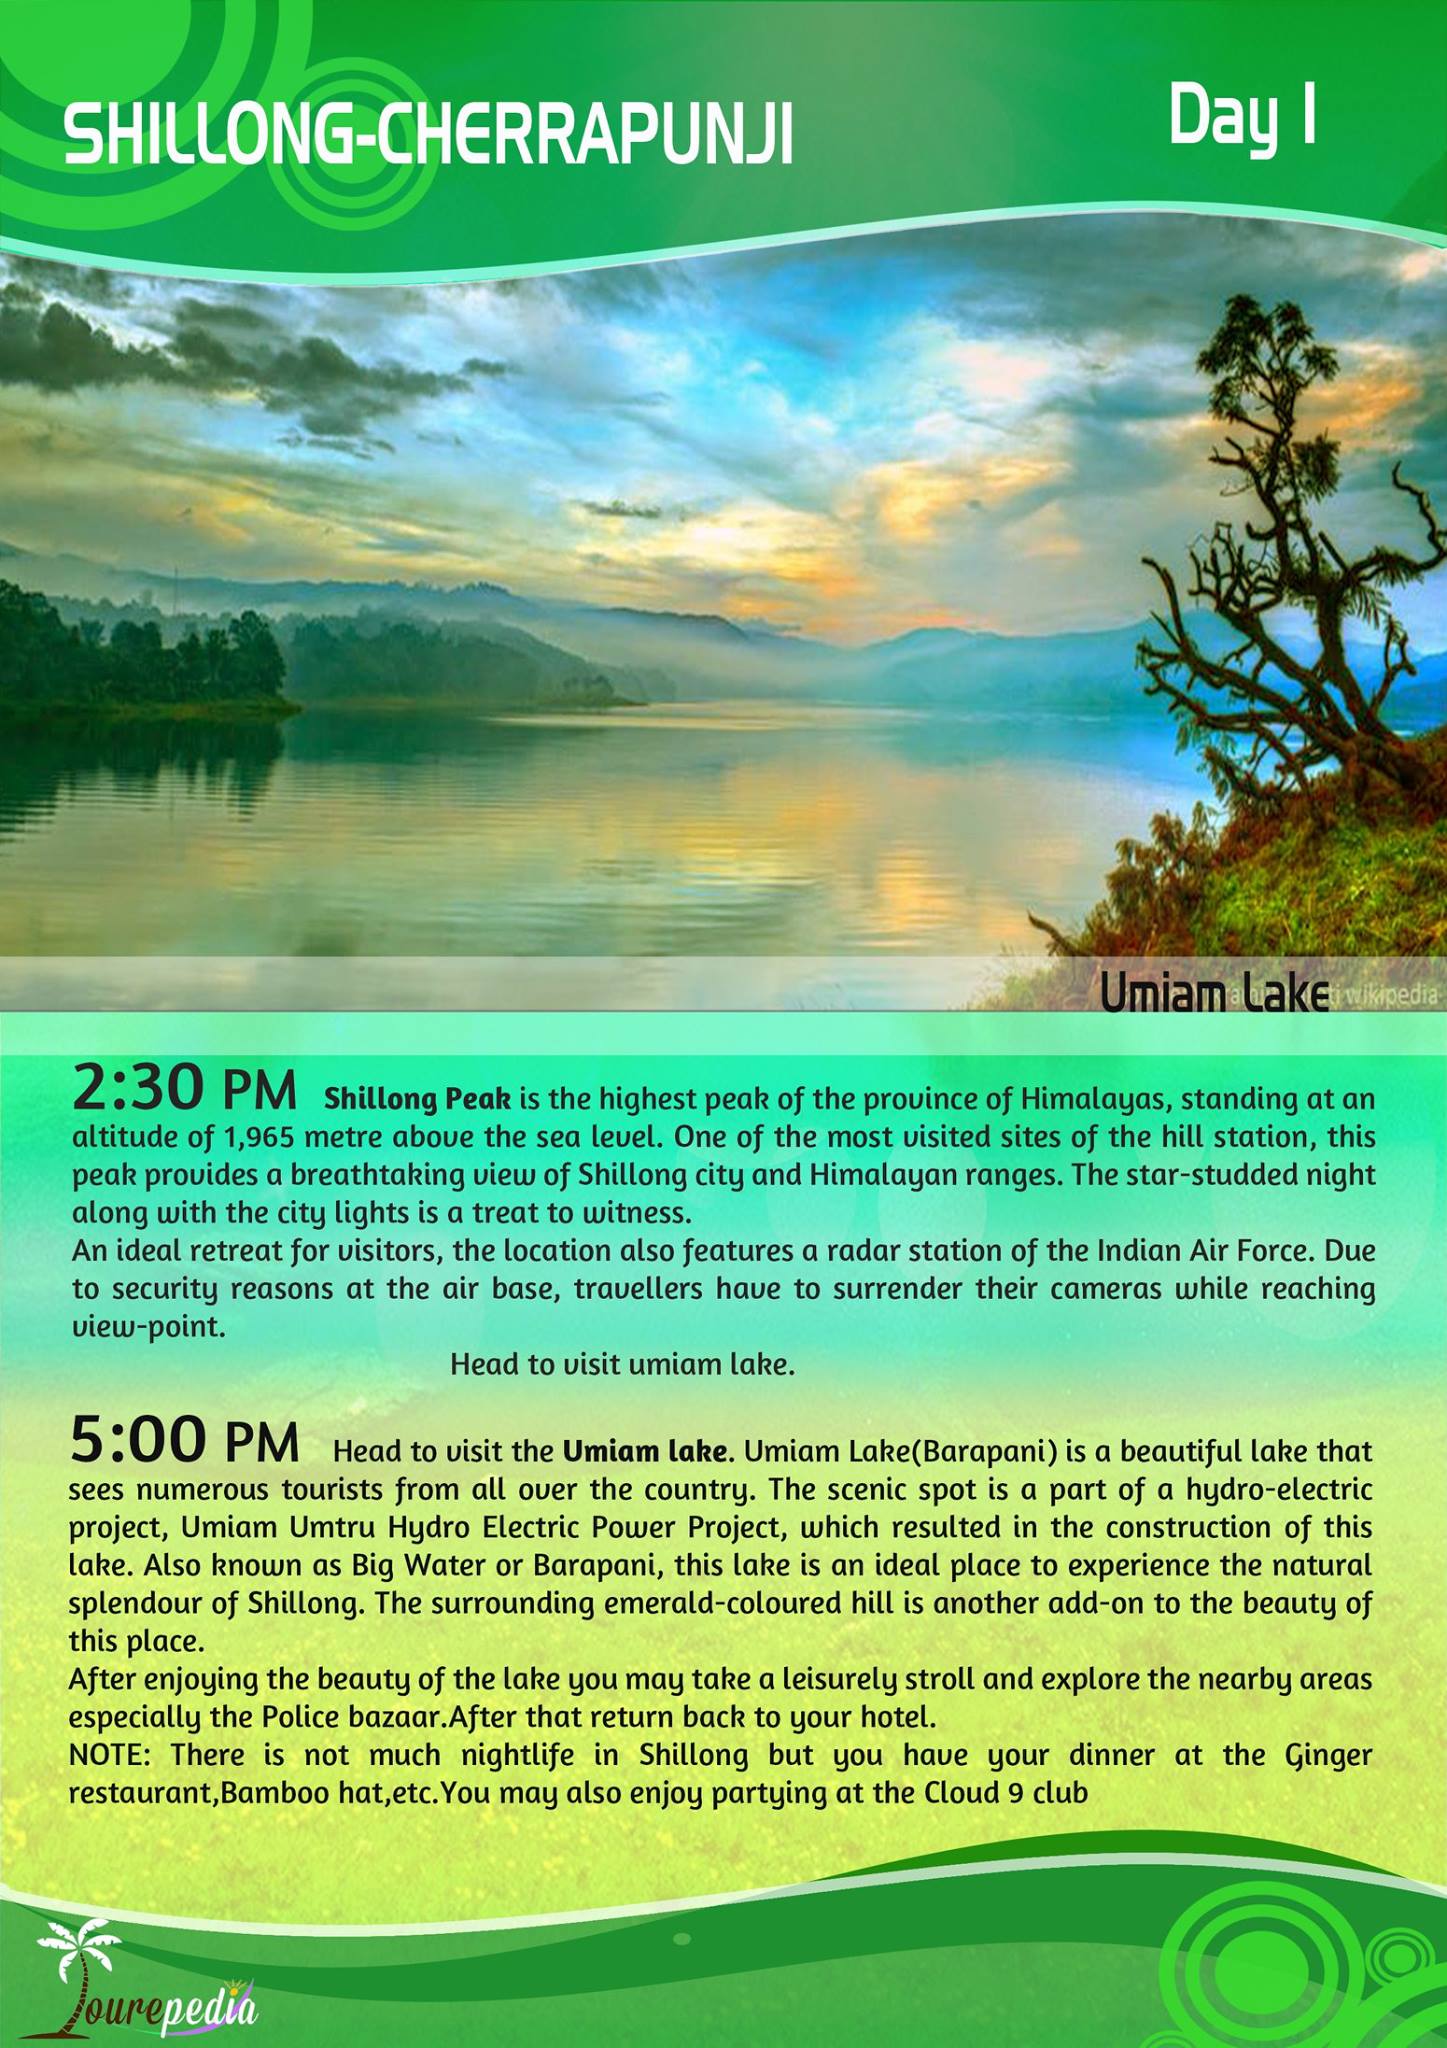 SHILLONG-CHERRAPUNJI
Day 1
Umiam Lake
wikipedia
2:30 PM Shillong Peak is the highest peak of the province of Himalayas, standing at an
altitude of 1,965 metre above the sea level. One of the most visited sites of the hill station, this
peak provides a breathtaking view of Shillong city and Himalayan ranges. The star-studded night
along with the city lights is a treat to witness.
An ideal retreat for visitors, the location also features a radar station of the Indian Air Force. Due
to security reasons at the air base, travellers have to surrender their cameras while reaching
view-point.
Head to visit umiam lake.
5:00 PM Head to visit the Umiam lake. Umiam Lake(Barapani) is a beautiful lake that
sees numerous tourists from all over the country. The scenic spot is a part of a hydro-electric
project, Umiam Umtru Hydro Electric Power Project, which resulted in the construction of this
lake. Also known as Big Water or Barapani, this lake is an ideal place to experience the natural
splendour of Shillong. The surrounding emerald-coloured hill is another add-on to the beauty of
this place.
After enjoying the beauty of the lake you may take a leisurely stroll and explore the nearby areas
especially the Police bazaar.After that return back to your hotel.
NOTE: There is not much nightlife in Shillong but you have your dinner at the Ginger
restaurant,Bamboo hat,etc.You may also enjoy partying at the Cloud 9 club
Tourepedia